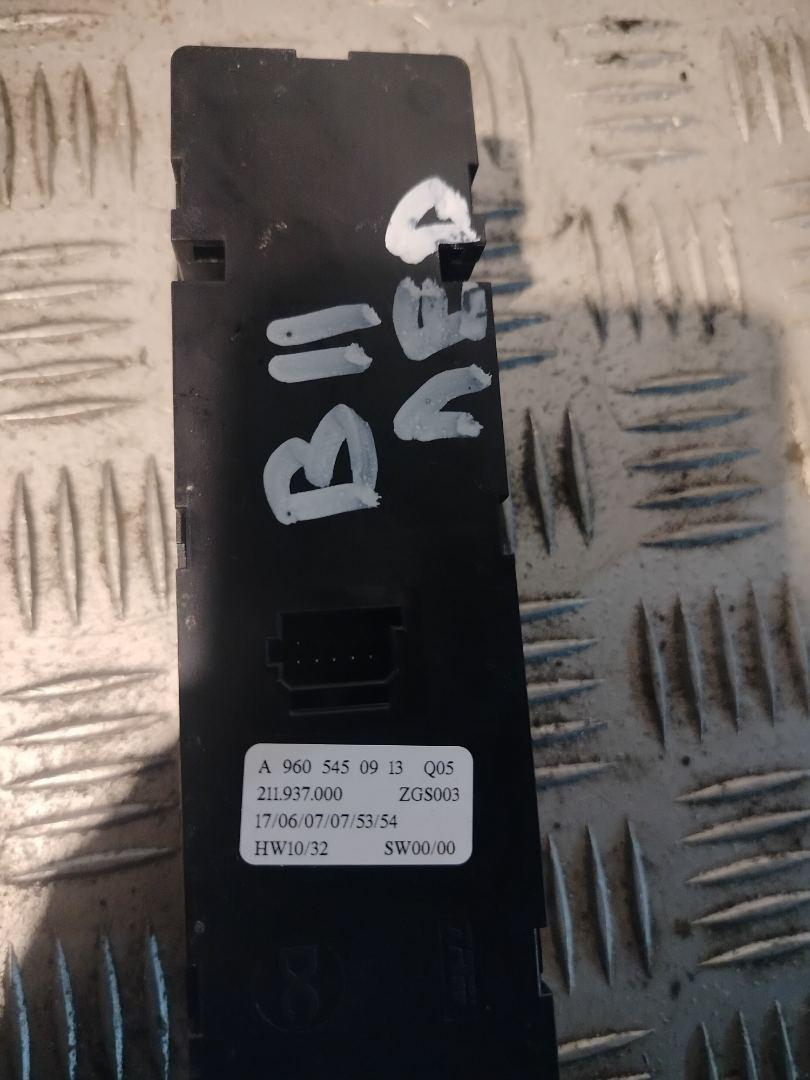 B11
A 960 545 09 13 Q05
211.937.000 ZGS003
17/06/07/07/53/54
HW10/32 SW00/00